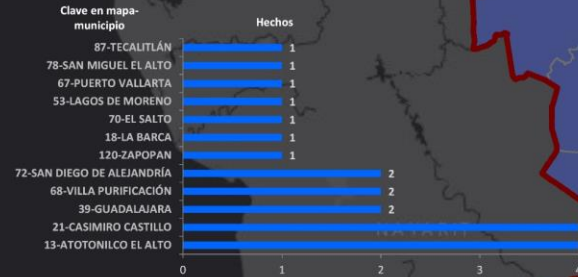 Clave en mapa-
municipio
Hechos
87-TECALITLÁN 1
78-SAN MIGUEL EL ALTO 1
67-PUERTO VALLARTA 1
53-LAGOS DE MORENO 1
70-EL SALTO 1
18-LA BARCA 1
120-ZAPOPAN 1
72-SAN DIEGO DE ALEJANDRÍA 2
68-VILLA PURIFICACIÓN 2
39-GUADALAJARA 2
21-CASIMIRO CASTILLO
NAYARIT
13-ATOTONILCO EL ALTO
0 1 2 3